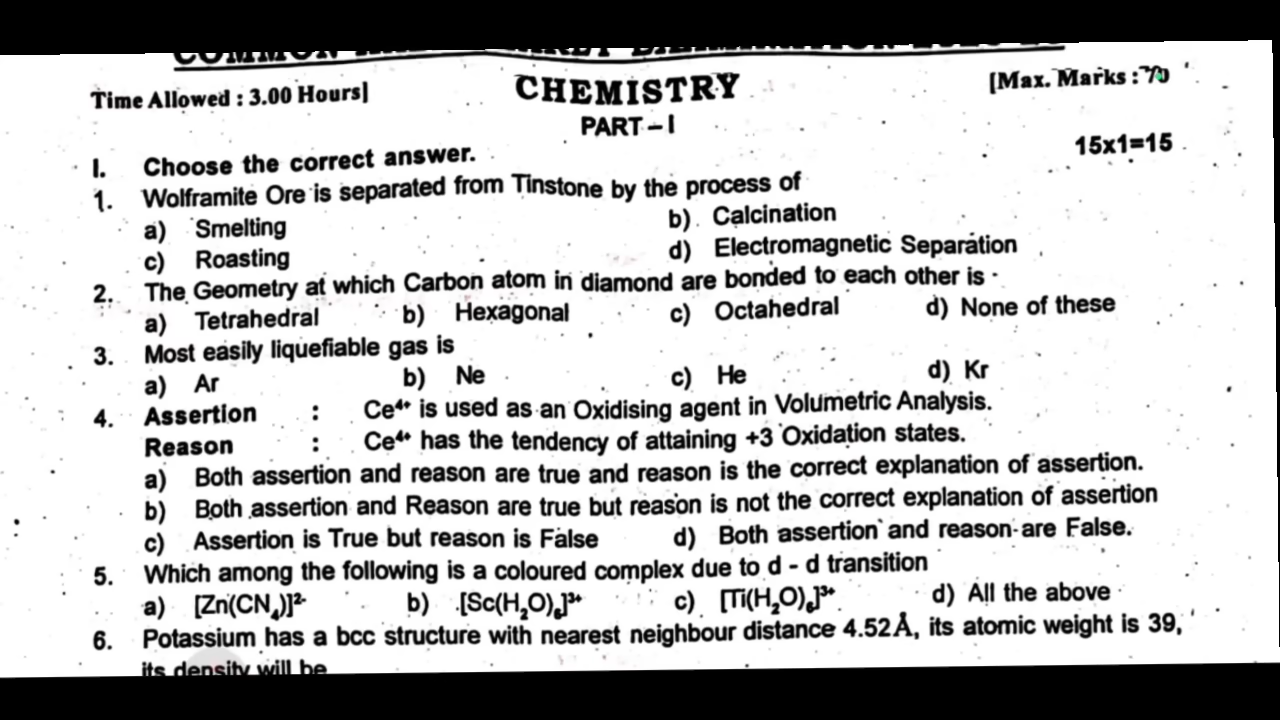 COMMON
Time Allowed : 3.00 Hours]
CHEMISTRY
[Max. Marks : 70
PART – I
I. Choose the correct answer.
15x1=15
1. Wolframite Ore is separated from Tinstone by the process of
a) Smelting b) Calcination
c) Roasting d) Electromagnetic Separation
2. The Geometry at which Carbon atom in diamond are bonded to each other is
a) Tetrahedral b) Hexagonal c) Octahedral d) None of these
3. Most easily liquefiable gas is
a) Ar b) Ne c) He d) Kr
4. Assertion : Ce⁴⁺ is used as an Oxidising agent in Volumetric Analysis.
Reason : Ce⁴⁺ has the tendency of attaining +3 Oxidation states.
a) Both assertion and reason are true and reason is the correct explanation of assertion.
b) Both assertion and Reason are true but reason is not the correct explanation of assertion
c) Assertion is True but reason is False d) Both assertion and reason are False.
5. Which among the following is a coloured complex due to d - d transition
a) [Zn(CN₄)]²⁻ b) [Sc(H₂O)₆]³⁺ c) [Ti(H₂O)₆]³⁺ d) All the above
6. Potassium has a bcc structure with nearest neighbour distance 4.52Å, its atomic weight is 39,
its density will be